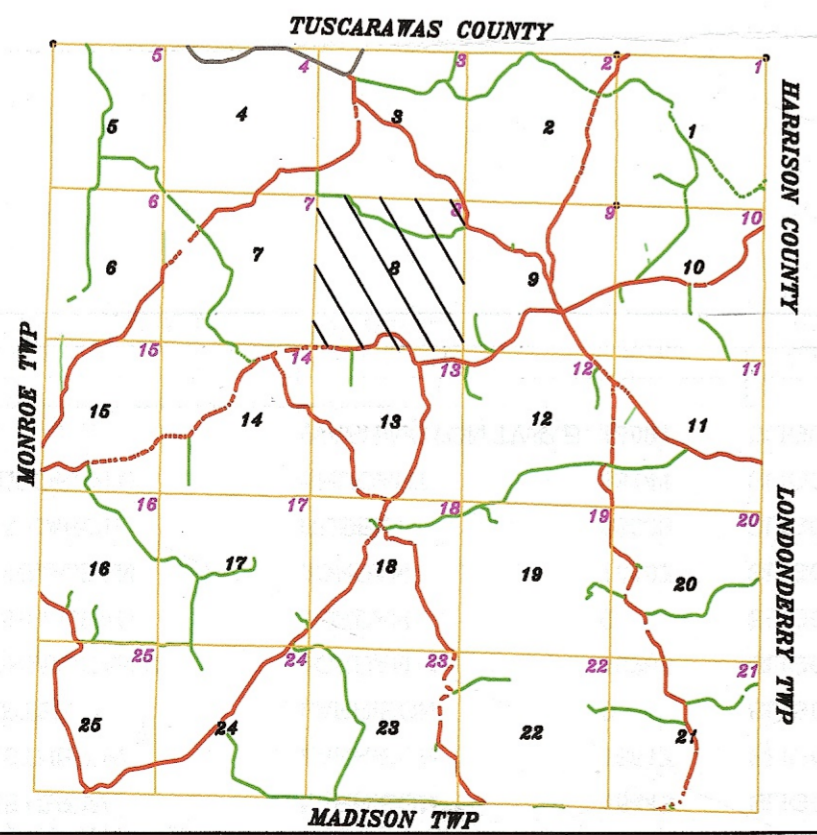 TUSCARAWAS COUNTY
5 4 3 2 1
5 4 3 2 1
HARRISON COUNTY
6 7 8 9 10
6 7 8 9 10
MONROE TWP
15 14 13 12 11
15 14 13 12 11
LONDONDERRY TWP
16 17 18 19 20
16 17 18 19 20
25 24 23 22 21
25 24 23 22 21
MADISON TWP